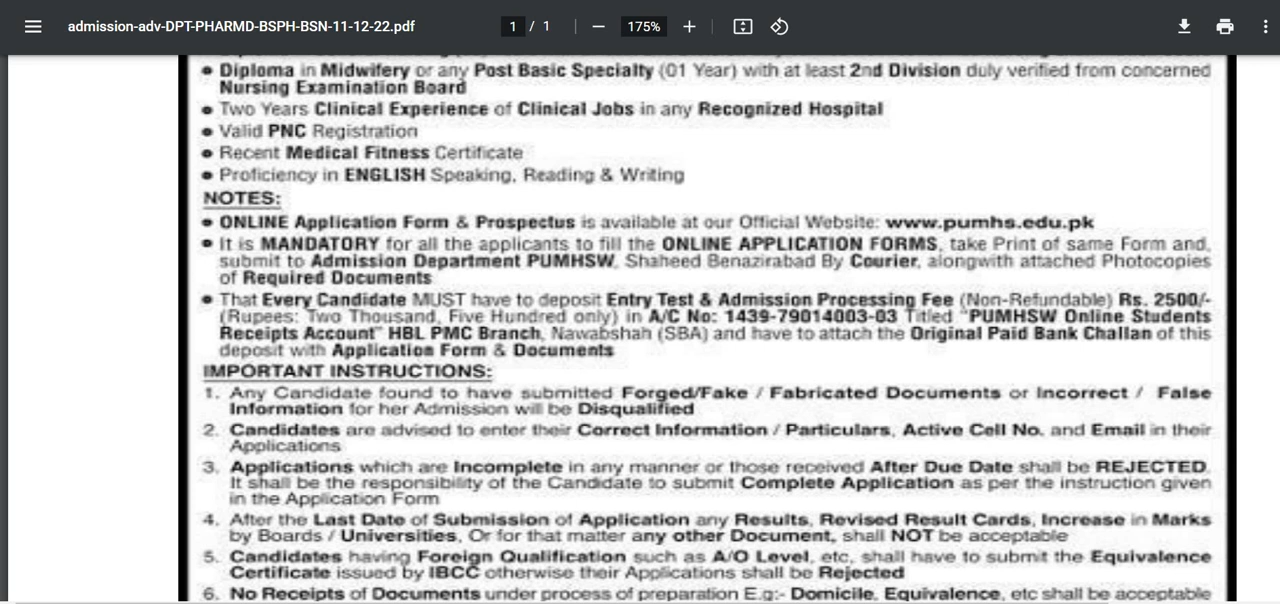 admission-adv-DPT-PHARMD-BSPH-BSN-11-12-22.pdf
1 / 1
175%
• Diploma in Midwifery or any Post Basic Specialty (01 Year) with at least 2nd Division duly verified from concerned
Nursing Examination Board
• Two Years Clinical Experience of Clinical Jobs in any Recognized Hospital
• Valid PNC Registration
• Recent Medical Fitness Certificate
• Proficiency in ENGLISH Speaking, Reading & Writing
NOTES:
• ONLINE Application Form & Prospectus is available at our Official Website: www.pumhs.edu.pk
• It is MANDATORY for all the applicants to fill the ONLINE APPLICATION FORMS, take Print of same Form and,
submit to Admission Department PUMHSW, Shaheed Benazirabad By Courier, alongwith attached Photocopies
of Required Documents
• That Every Candidate MUST have to deposit Entry Test & Admission Processing Fee (Non-Refundable) Rs. 2500/-
(Rupees: Two Thousand, Five Hundred only) in A/C No: 1439-79014003-03 Titled "PUMHSW Online Students
Receipts Account" HBL PMC Branch, Nawabshah (SBA) and have to attach the Original Paid Bank Challan of this
deposit with Application Form & Documents
IMPORTANT INSTRUCTIONS:
1. Any Candidate found to have submitted Forged/Fake / Fabricated Documents or Incorrect / False
Information for her Admission will be Disqualified
2. Candidates are advised to enter their Correct Information / Particulars, Active Cell No. and Email in their
Applications
3. Applications which are Incomplete in any manner or those received After Due Date shall be REJECTED.
It shall be the responsibility of the Candidate to submit Complete Application as per the instruction given
in the Application Form
4. After the Last Date of Submission of Application any Results, Revised Result Cards, Increase in Marks
by Boards / Universities, Or for that matter any other Document, shall NOT be acceptable
5. Candidates having Foreign Qualification such as A/O Level, etc, shall have to submit the Equivalence
Certificate issued by IBCC otherwise their Applications shall be Rejected
6. No Receipts of Documents under process of preparation E.g:- Domicile, Equivalence, etc shall be acceptable